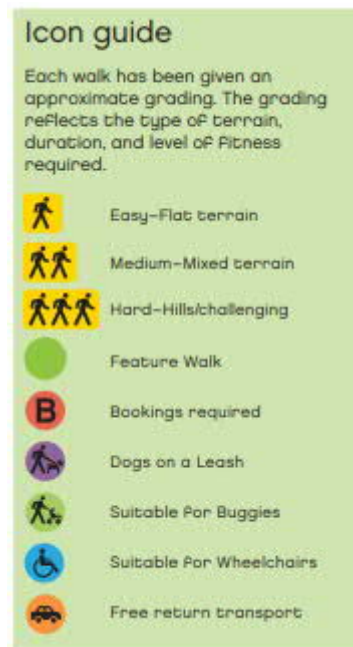 Icon guide
Each walk has been given an
approximate grading. The grading
reflects the type of terrain,
duration, and level of fitness
required.
Easy–Flat terrain
Medium–Mixed terrain
Hard–Hills/challenging
Feature Walk
B Bookings required
Dogs on a Leash
Suitable for Buggies
Suitable for Wheelchairs
Free return transport